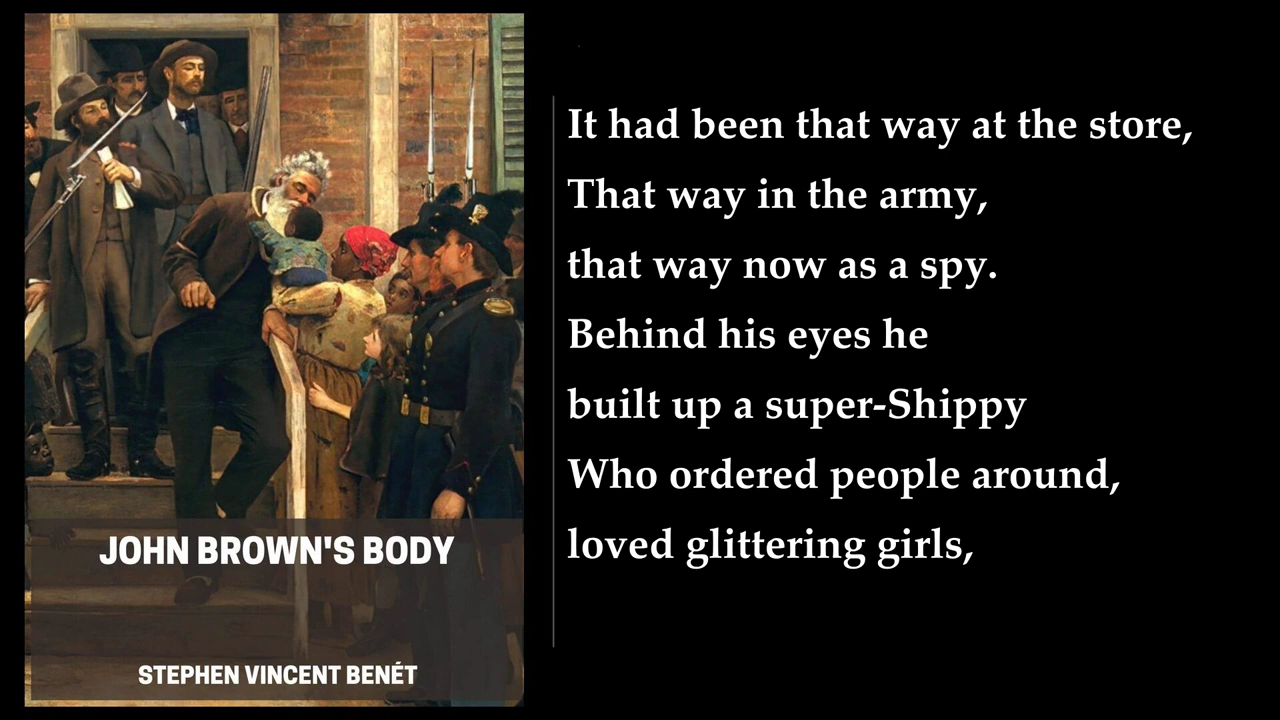 JOHN BROWN'S BODY
STEPHEN VINCENT BENÉT
It had been that way at the store,
That way in the army,
that way now as a spy.
Behind his eyes he
built up a super-Shippy
Who ordered people around,
loved glittering girls,